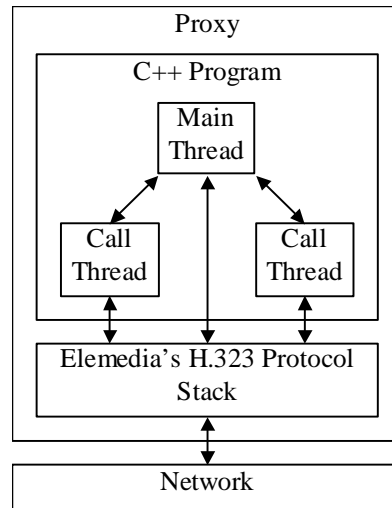 Proxy
C++ Program
Main
Thread
Call
Thread
Call
Thread
Elemedia's H.323 Protocol
Stack
Network